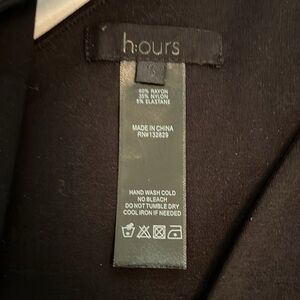 h:ours
S
60% RAYON
35% NYLON
5% ELASTANE
MADE IN CHINA
RN#132829
HAND WASH COLD
NO BLEACH
DO NOT TUMBLE DRY
COOL IRON IF NEEDED